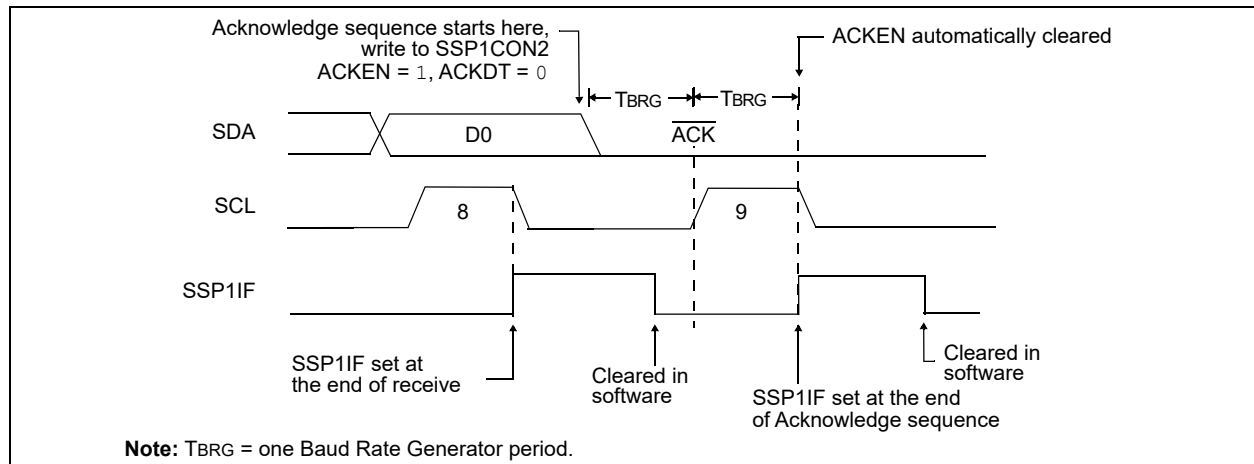 Acknowledge sequence starts here,
write to SSP1CON2
ACKEN = 1, ACKDT = 0
ACKEN automatically cleared
TBRG
TBRG
SDA
D0
ACK
SCL
8
9
SSP1IF
SSP1IF set at
the end of receive
Cleared in
software
SSP1IF set at the end
of Acknowledge sequence
Cleared in
software
Note: TBRG = one Baud Rate Generator period.